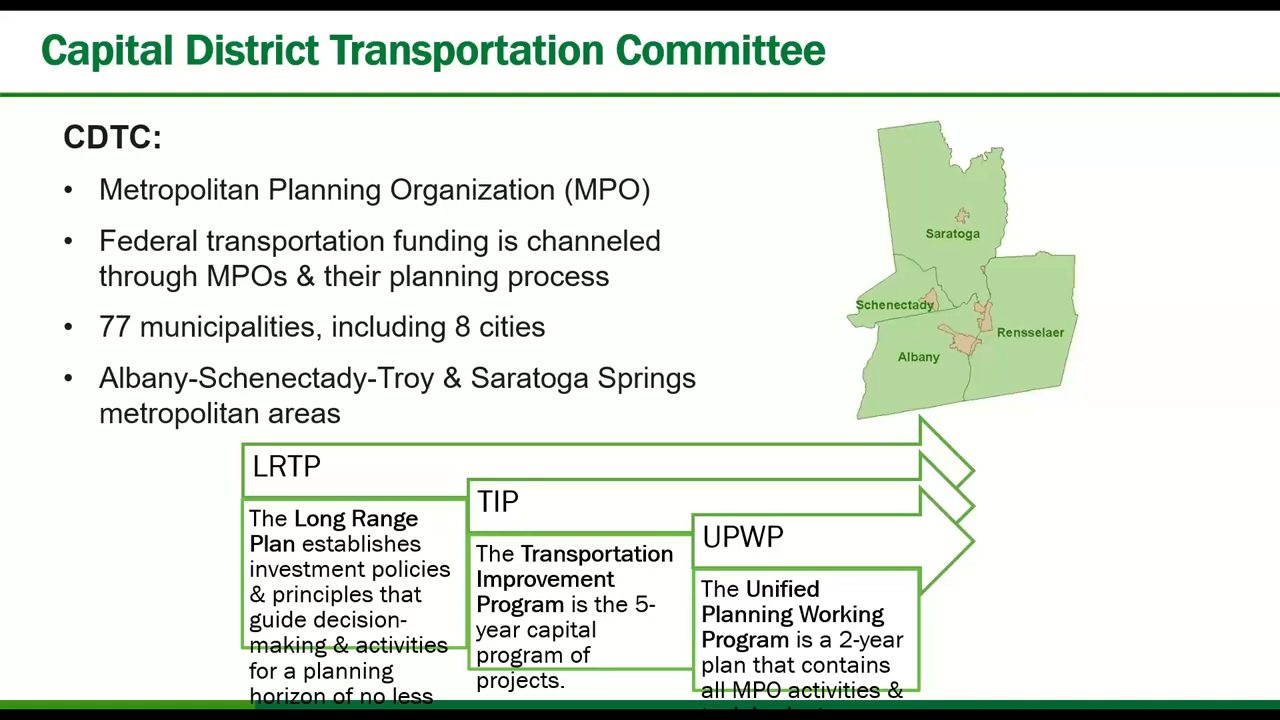 Capital District Transportation Committee
CDTC:
• Metropolitan Planning Organization (MPO)
• Federal transportation funding is channeled
through MPOs & their planning process
• 77 municipalities, including 8 cities
• Albany-Schenectady-Troy & Saratoga Springs
metropolitan areas
Saratoga
Schenectady
Rensselaer
Albany
LRTP
The Long Range
Plan establishes
investment policies
& principles that
guide decision-
making & activities
for a planning
horizon of no less
TIP
The Transportation
Improvement
Program is the 5-
year capital
program of
projects.
UPWP
The Unified
Planning Working
Program is a 2-year
plan that contains
all MPO activities &